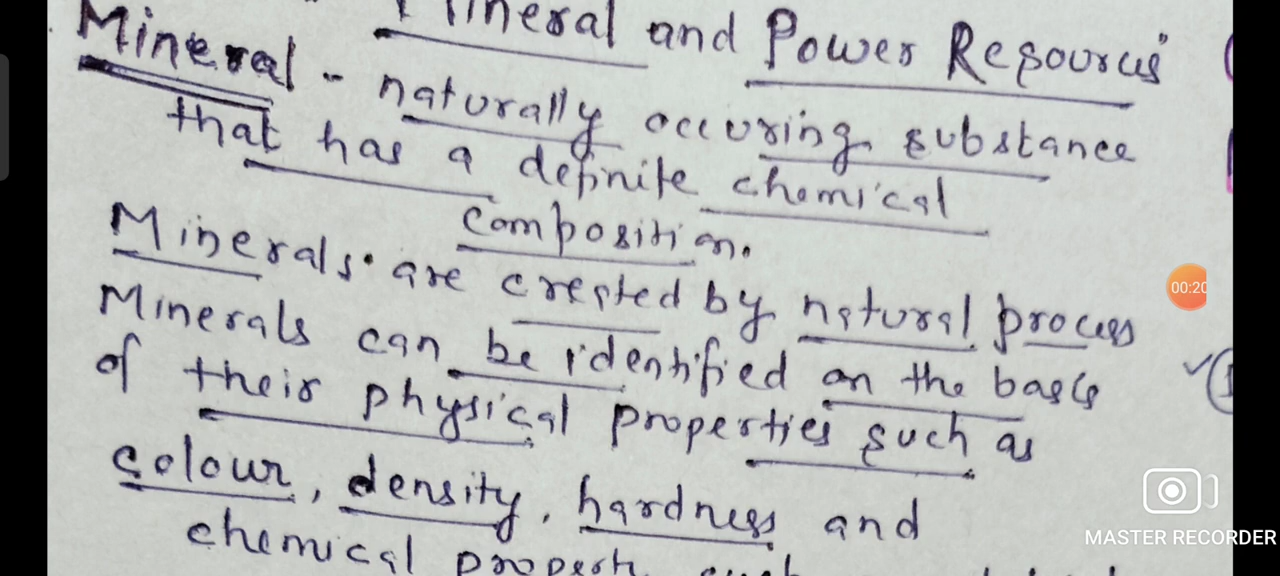 Mineral and Power Resources"
Mineral - naturally occuring substance
that has a definite chemical
composition.
Minerals are created by natural process
Minerals can be identified on the basis
of their physical properties such as
colour, density, hardness and
chemical property such
00:20
MASTER RECORDER